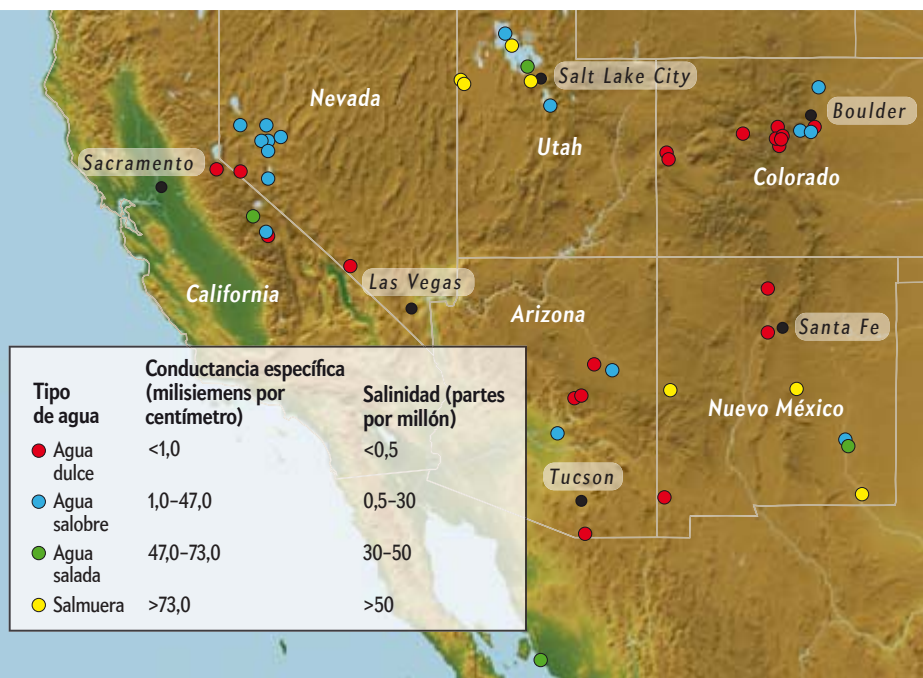 Salt Lake City
Nevada
Boulder
Utah
Sacramento
Colorado
Las Vegas
California
Arizona
Santa Fe
Nuevo México
Tucson
Tipo de agua
Conductancia específica
(milisiemens por
centímetro)
Salinidad (partes
por millón)
Agua
dulce
<1,0
<0,5
Agua
salobre
1,0–47,0
0,5–30
Agua
salada
47,0–73,0
30–50
Salmuera
>73,0
>50